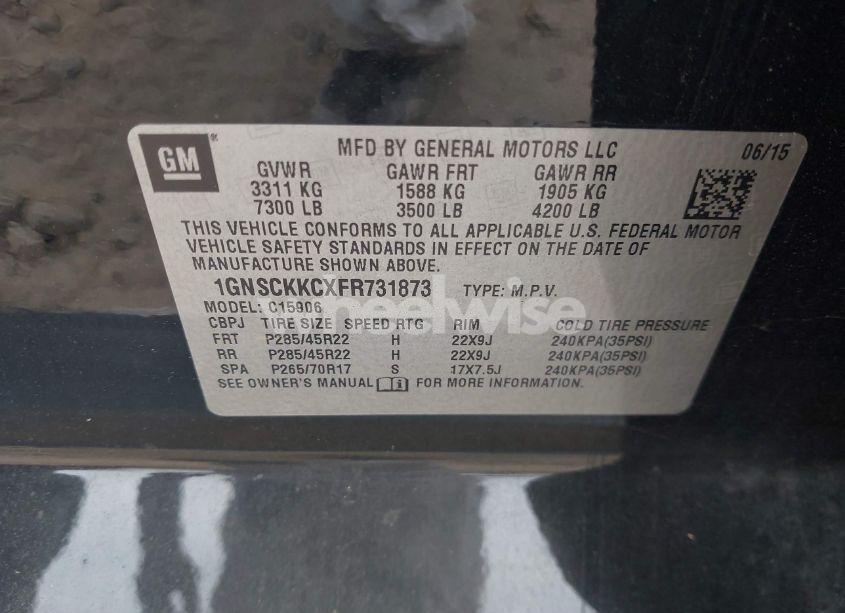 GM
MFD BY GENERAL MOTORS LLC 06/15
GVWR GAWR FRT GAWR RR
3311 KG 1588 KG 1905 KG
7300 LB 3500 LB 4200 LB
THIS VEHICLE CONFORMS TO ALL APPLICABLE U.S. FEDERAL MOTOR
VEHICLE SAFETY STANDARDS IN EFFECT ON THE DATE OF
MANUFACTURE SHOWN ABOVE.
1GNSCKKCXFR731873 TYPE: M.P.V.
MODEL: C15906
wheelwise
CBPJ TIRE SIZE SPEED RTG RIM COLD TIRE PRESSURE
FRT P285/45R22 H 22X9J 240KPA(35PSI)
RR P285/45R22 H 22X9J 240KPA(35PSI)
SPA P265/70R17 S 17X7.5J 240KPA(35PSI)
SEE OWNER'S MANUAL FOR MORE INFORMATION.